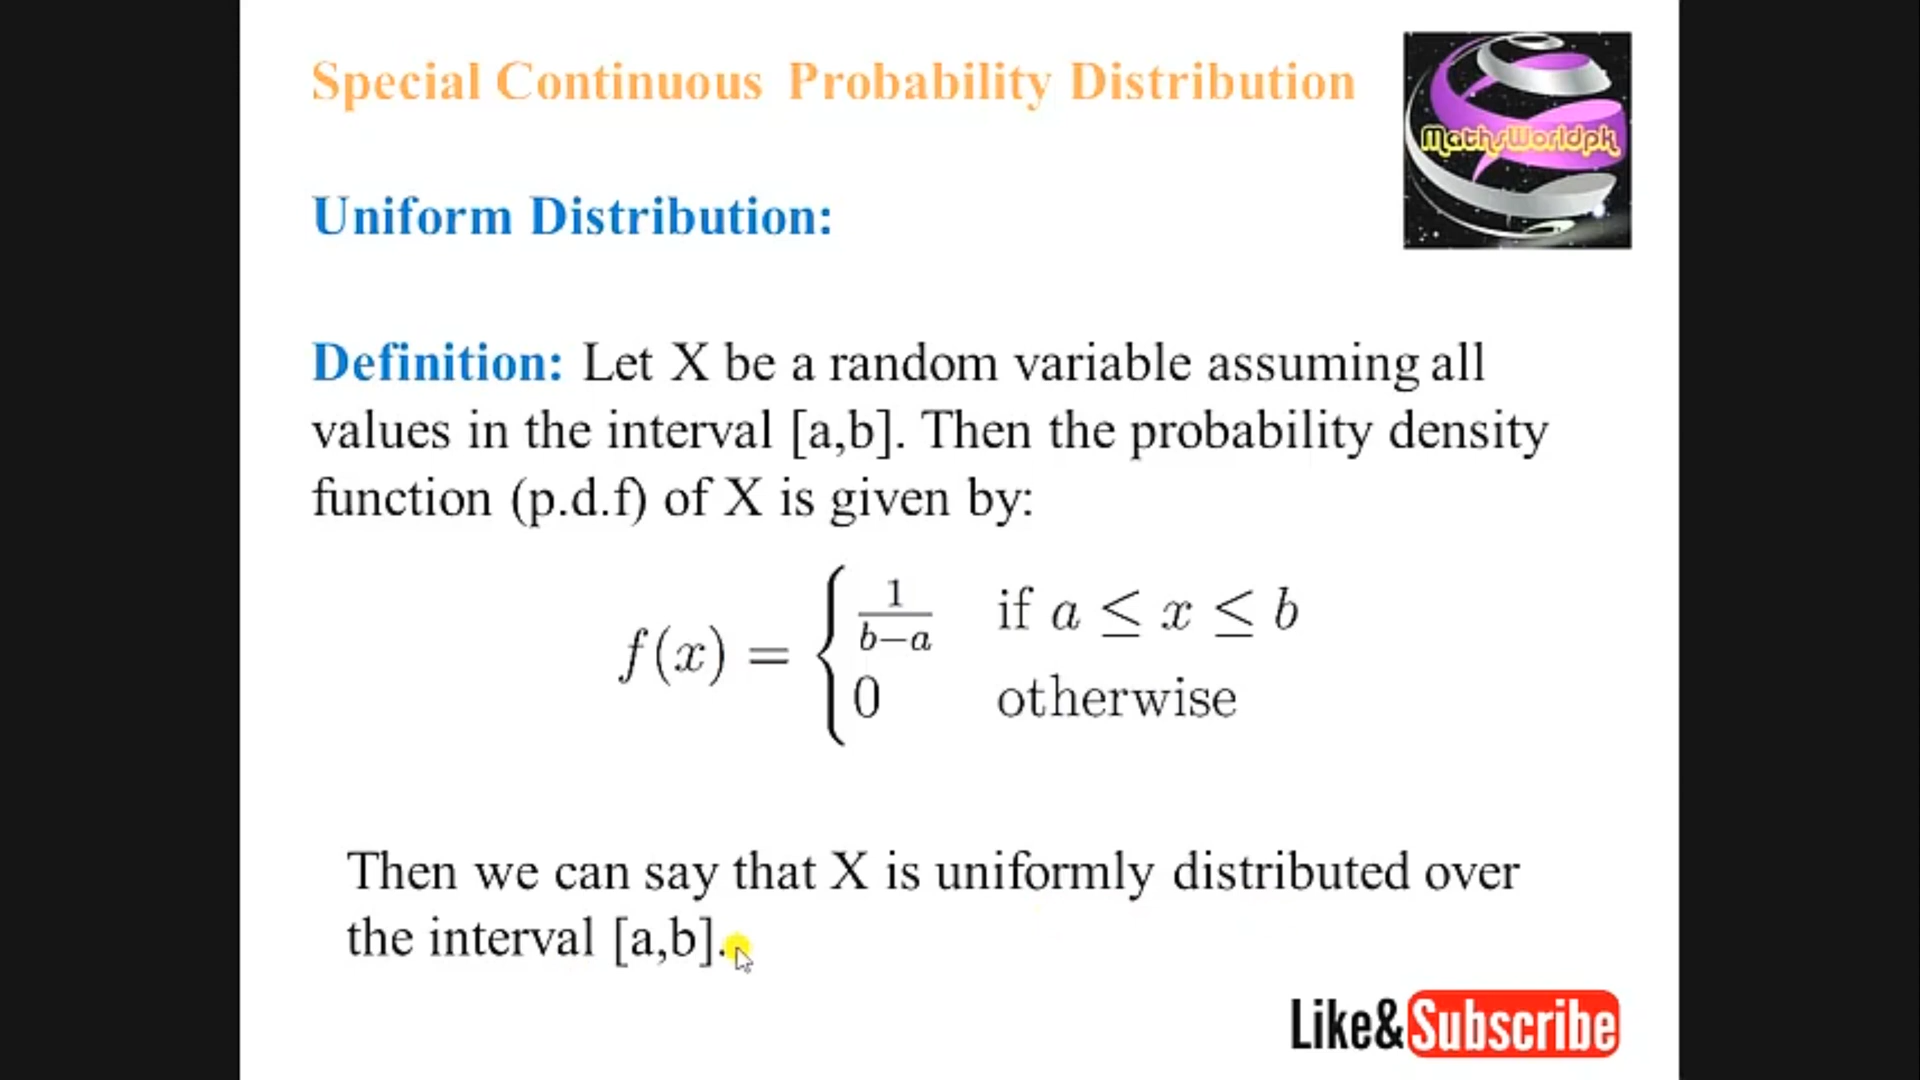 Special Continuous Probability Distribution
MathsWorldpk
Uniform Distribution:
Definition: Let X be a random variable assuming all
values in the interval [a,b]. Then the probability density
function (p.d.f) of X is given by:
f(x) = { 1/(b−a) if a ≤ x ≤ b
0 otherwise
Then we can say that X is uniformly distributed over
the interval [a,b].
Like&Subscribe